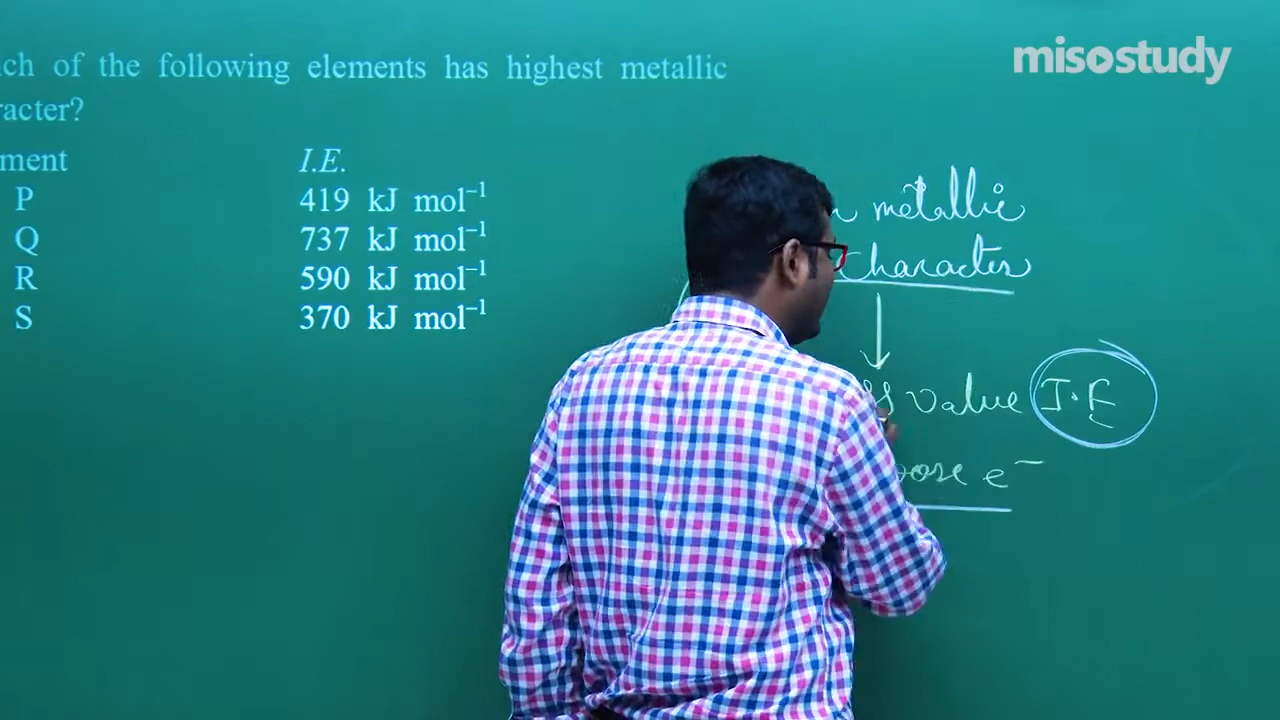 misostudy
ch of the following elements has highest metallic
racter?
ment I.E.
P 419 kJ mol⁻¹
Q 737 kJ mol⁻¹
R 590 kJ mol⁻¹
S 370 kJ mol⁻¹
metallic
character
value I.E
oose e⁻